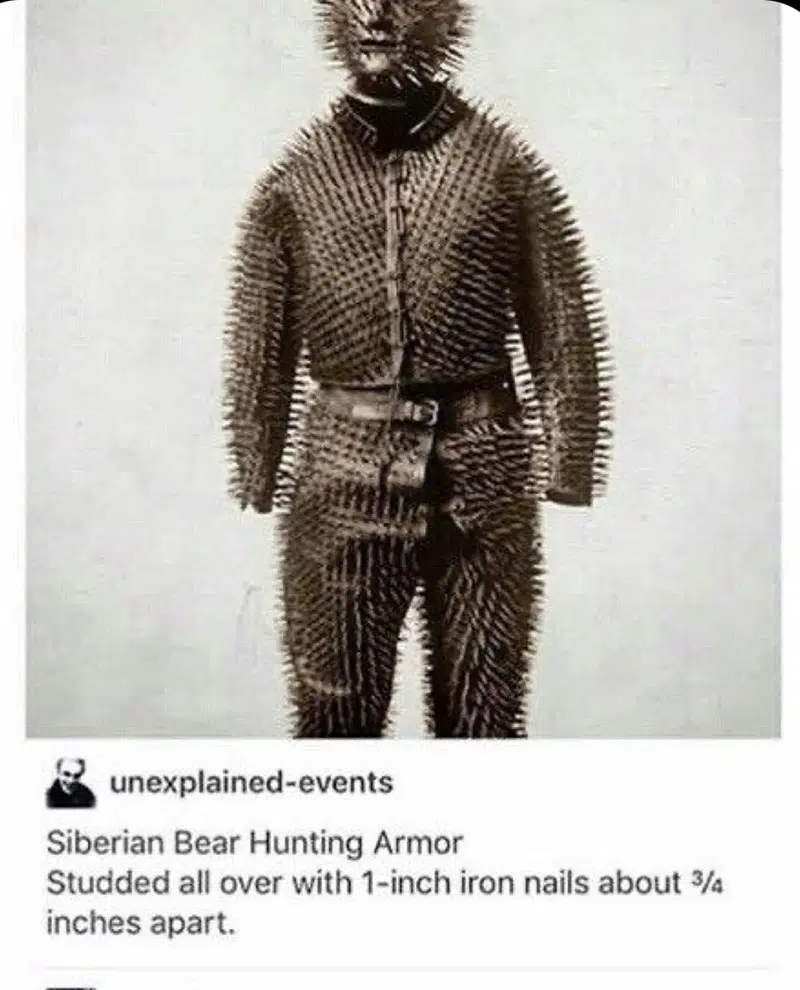 unexplained-events
Siberian Bear Hunting Armor
Studded all over with 1-inch iron nails about ¾
inches apart.